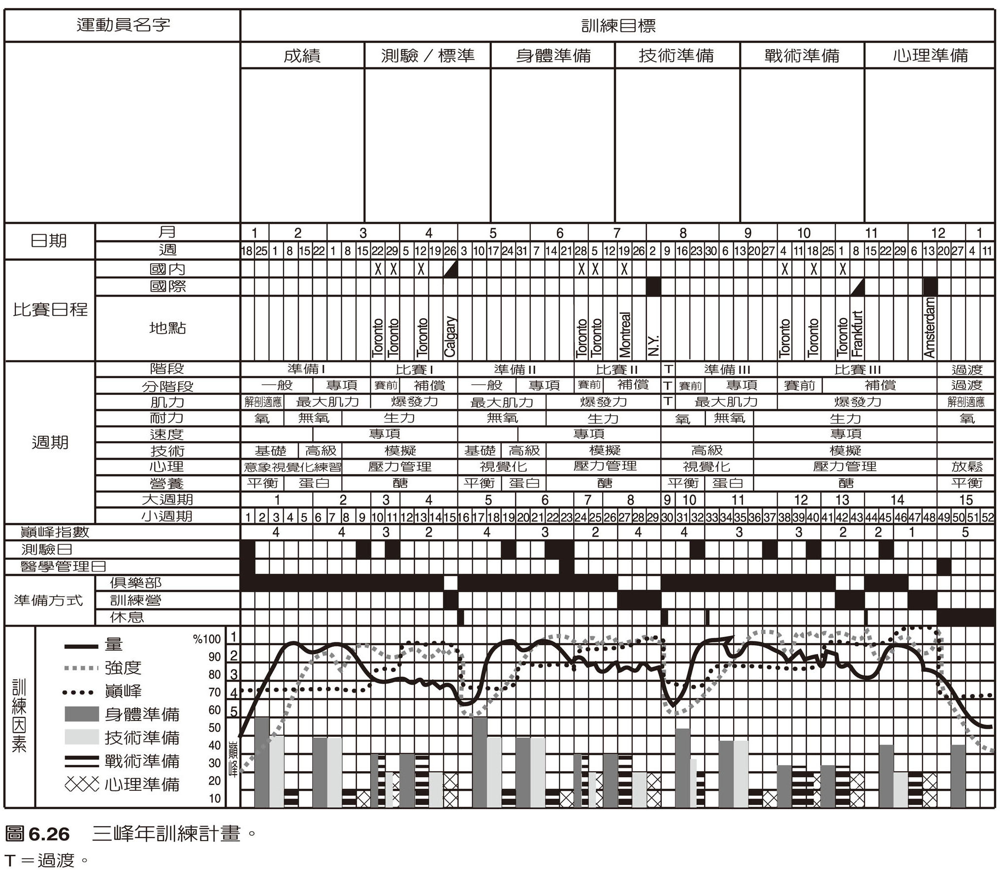 運動員名字 訓練目標
成績 測驗／標準 身體準備 技術準備 戰術準備 心理準備
日期 月 1 2 3 4 5 6 7 8 9 10 11 12 1
週 18 25 1 8 15 22 1 8 15 22 29 5 12 19 26 3 10 17 24 31 7 14 21 28 5 12 19 26 2 9 16 23 30 6 13 20 27 4 11 18 25 1 8 15 22 29 6 13 20 27 4 11
比賽日程 國內 X X X X X X X X X
國際
地點 Toronto Toronto Toronto Calgary Toronto Toronto Montreal N.Y. Toronto Toronto Toronto Frankfurt Amsterdam
週期 階段 準備I 比賽I 準備II 比賽II T 準備III 比賽III 過渡
分階段 一般 專項 賽前 補償 一般 專項 賽前 補償 T 賽前 專項 賽前 補償 過渡
肌力 解剖適應 最大肌力 爆發力 最大肌力 爆發力 T 最大肌力 爆發力 解剖適應
耐力 氧 無氧 生力 無氧 生力 氧 無氧 生力 氧
速度 專項 專項 專項
技術 基礎 高級 模擬 基礎 高級 模擬 高級 模擬
心理 意象視覺化練習 壓力管理 視覺化 壓力管理 視覺化 壓力管理 放鬆
營養 平衡 蛋白 醣 平衡 蛋白 醣 平衡 蛋白 醣 平衡
大週期 1 2 3 4 5 6 7 8 9 10 11 12 13 14 15
小週期 1 2 3 4 5 6 7 8 9 10 11 12 13 14 15 16 17 18 19 20 21 22 23 24 25 26 27 28 29 30 31 32 33 34 35 36 37 38 39 40 41 42 43 44 45 46 47 48 49 50 51 52
巔峰指數 4 4 3 2 4 3 2 4 4 3 3 2 2 1 5
測驗日
醫學管理日
準備方式 俱樂部
訓練營
休息
訓練因素
量
強度
巔峰
身體準備
技術準備
戰術準備
心理準備
%100
90
80
70
60
50
40
30
20
10
1
2
3
4
5
巔峰
圖6.26 三峰年訓練計畫。
T＝過渡。